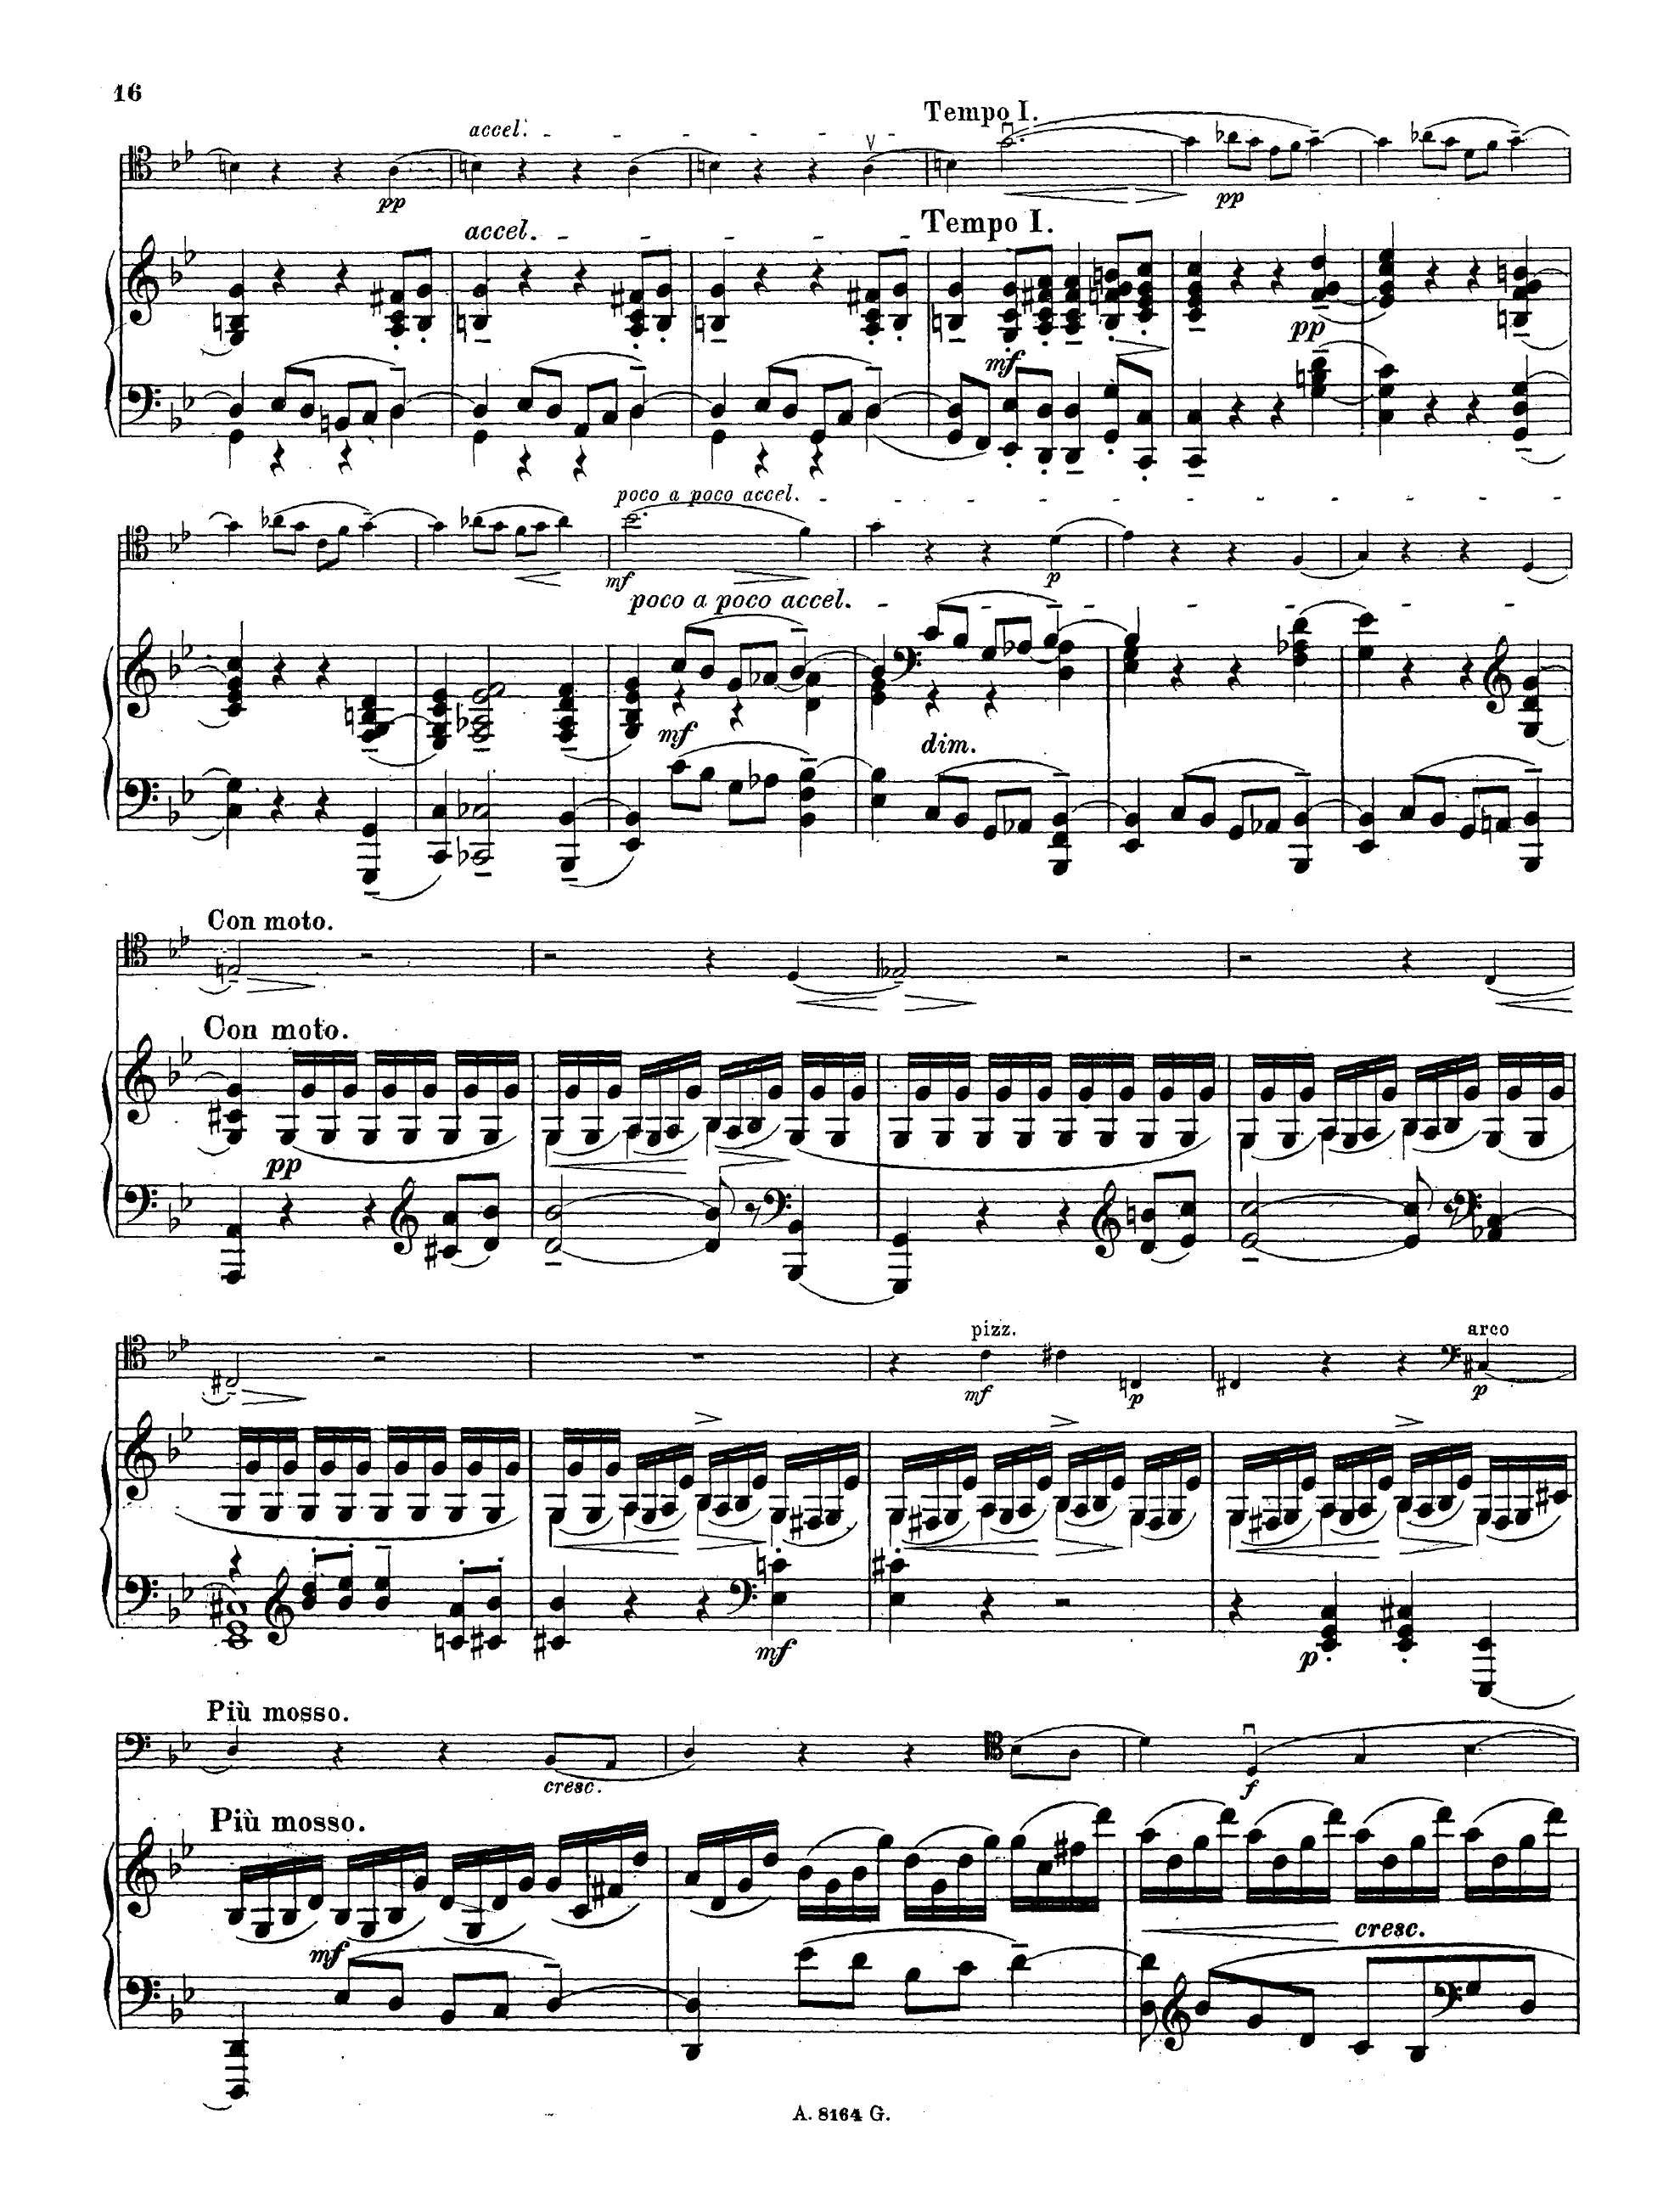 16
accel.
Tempo I.
pp
pp
accel.
Tempo I.
mf
pp
poco a poco accel.
mf
p
poco a poco accel.
mf
dim.
Con moto.
Con moto.
pp
pizz.
arco
mf
p
p
mf
p
Più mosso.
cresc.
f
Più mosso.
mf
cresc.
A. 8164 G.